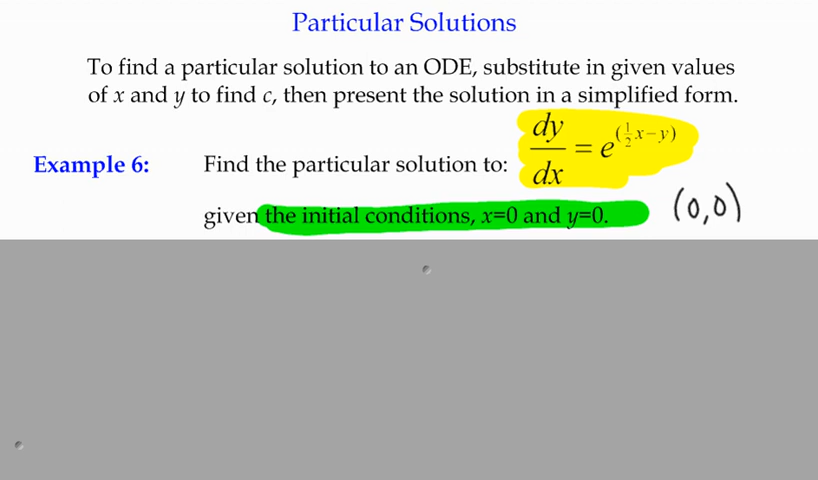 Particular Solutions
To find a particular solution to an ODE, substitute in given values
of x and y to find c, then present the solution in a simplified form.
Example 6: Find the particular solution to: dy/dx = e^(½x−y)
given the initial conditions, x=0 and y=0. (0,0)